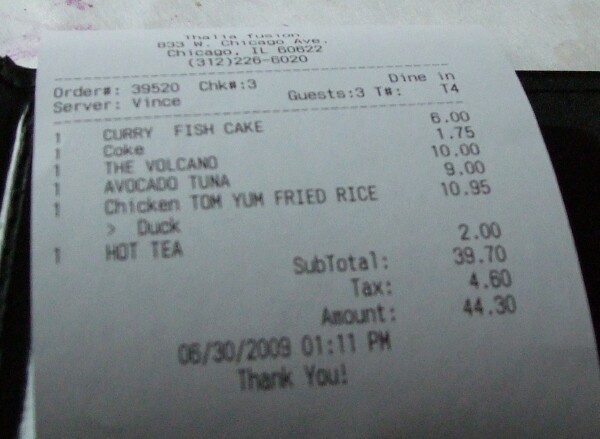 Thalia Fusion
833 W. Chicago Ave.
Chicago, IL 60622
(312)226-6020
Order#: 39520 Chk#:3 Dine in
Server: Vince Guests:3 T#: T4
1 CURRY FISH CAKE 6.00
1 Coke 1.75
1 THE VOLCANO 10.00
1 AVOCADO TUNA 9.00
1 Chicken TOM YUM FRIED RICE 10.95
> Duck
1 HOT TEA 2.00
SubTotal: 39.70
Tax: 4.60
Amount: 44.30
06/30/2009 01:11 PM
Thank You!